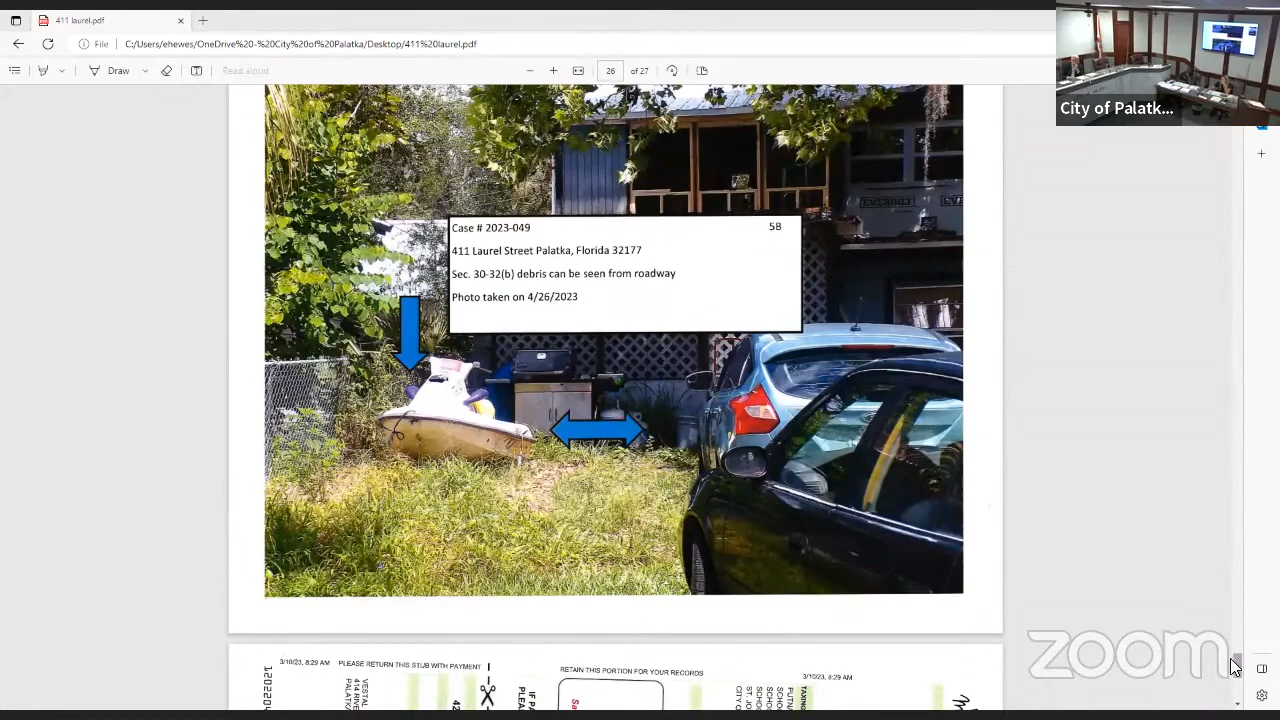 411 laurel.pdf
File C:/Users/ehewes/OneDrive%20-%20City%20of%20Palatka/Desktop/411%20laurel.pdf
Draw
Read aloud
26 of 27
City of Palatk...
EVERBILT
Case # 2023-049 5B
411 Laurel Street Palatka, Florida 32177
Sec. 30-32(b) debris can be seen from roadway
Photo taken on 4/26/2023
zoom
3/10/23, 8:29 AM PLEASE RETURN THIS STUB WITH PAYMENT
RETAIN THIS PORTION FOR YOUR RECORDS
3/10/23, 8:29 AM